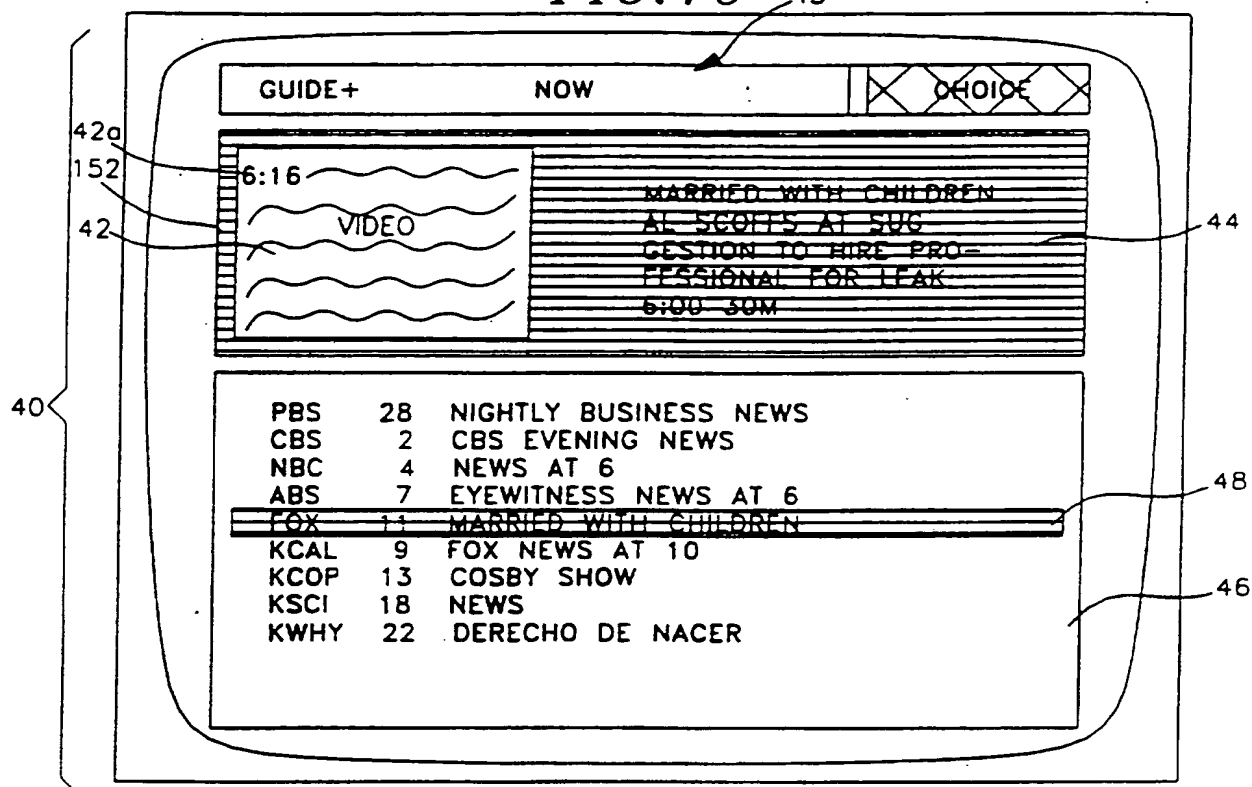 GUIDE+ NOW CHOICE
42a
152
42
6:16
VIDEO
MARRIED WITH CHILDREN
AL SCOFFS AT SUG
GESTION TO HIRE PRO-
FESSIONAL FOR LEAK
6:00 30M
44
40
PBS 28 NIGHTLY BUSINESS NEWS
CBS 2 CBS EVENING NEWS
NBC 4 NEWS AT 6
ABS 7 EYEWITNESS NEWS AT 6
FOX 11 MARRIED WITH CHILDREN
KCAL 9 FOX NEWS AT 10
KCOP 13 COSBY SHOW
KSCI 18 NEWS
KWHY 22 DERECHO DE NACER
48
46